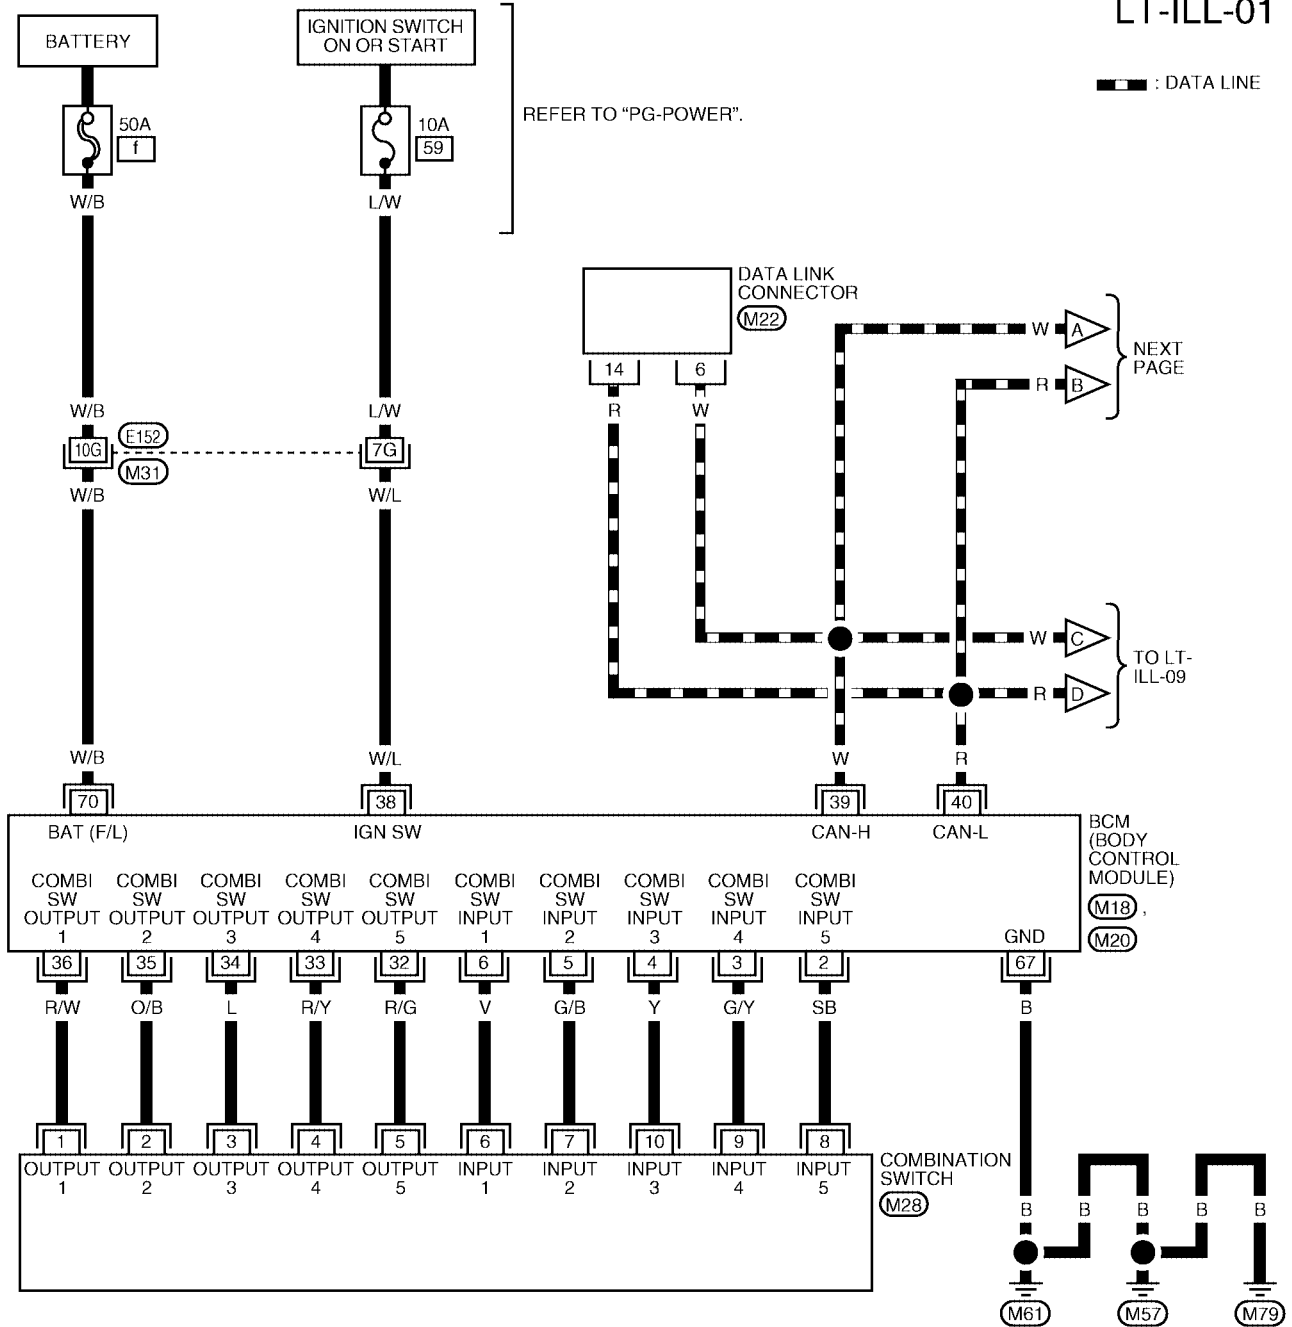 LT-ILL-01
BATTERY
IGNITION SWITCH
ON OR START
: DATA LINE
REFER TO “PG-POWER”.
50A
f
10A
59
W/B
L/W
DATA LINK
CONNECTOR
M22
14
6
R
W
W
A
R
B
NEXT
PAGE
W/B
L/W
10G
E152
7G
M31
W/B
W/L
W
C
R
D
TO LT-
ILL-09
W/B
W/L
W
R
70
38
39
40
BAT (F/L)
IGN SW
CAN-H
CAN-L
BCM
(BODY
CONTROL
MODULE)
M18 ,
M20
COMBI COMBI COMBI COMBI COMBI COMBI COMBI COMBI COMBI COMBI
SW SW SW SW SW SW SW SW SW SW
OUTPUT OUTPUT OUTPUT OUTPUT OUTPUT INPUT INPUT INPUT INPUT INPUT
1 2 3 4 5 1 2 3 4 5 GND
36 35 34 33 32 6 5 4 3 2 67
R/W O/B L R/Y R/G V G/B Y G/Y SB B
1 2 3 4 5 6 7 10 9 8
OUTPUT OUTPUT OUTPUT OUTPUT OUTPUT INPUT INPUT INPUT INPUT INPUT
1 2 3 4 5 1 2 3 4 5
COMBINATION
SWITCH
M28
B B B B B
M61 M57 M79